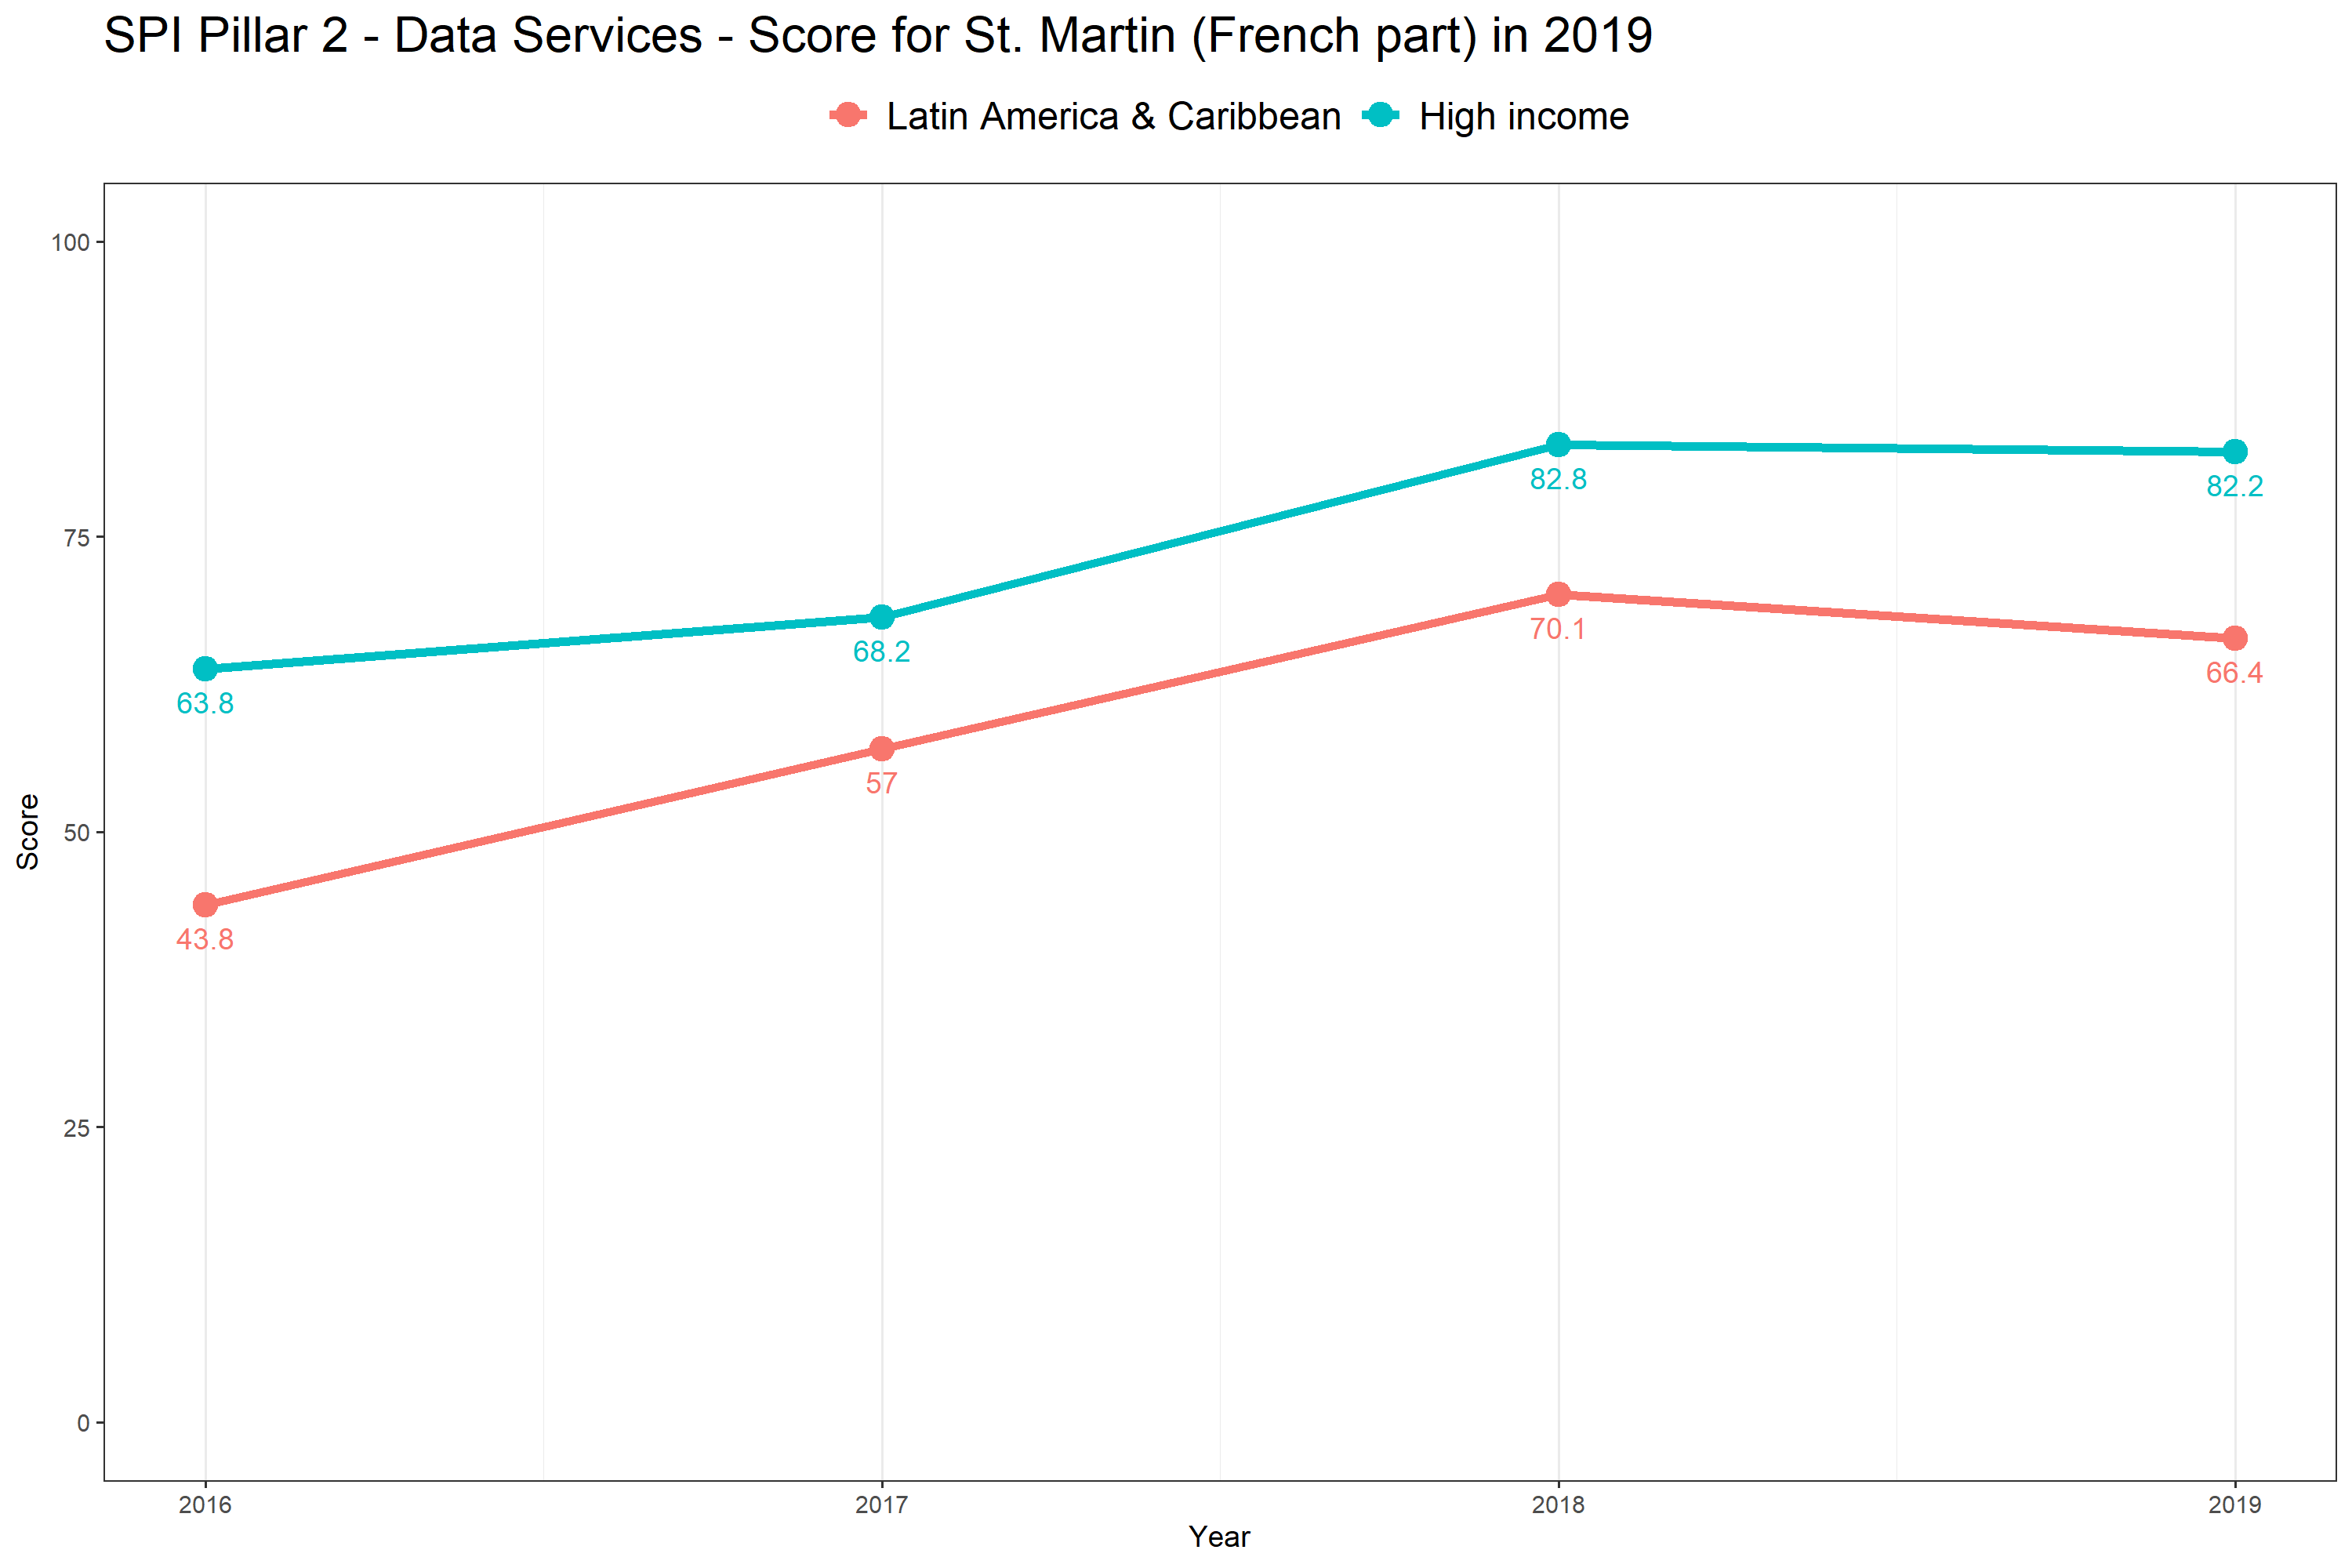 SPI Pillar 2 - Data Services - Score for St. Martin (French part) in 2019
Latin America & Caribbean High income
100
75
50
25
0
Score
63.8
68.2
82.8
82.2
43.8
57
70.1
66.4
2016 2017 2018 2019
Year